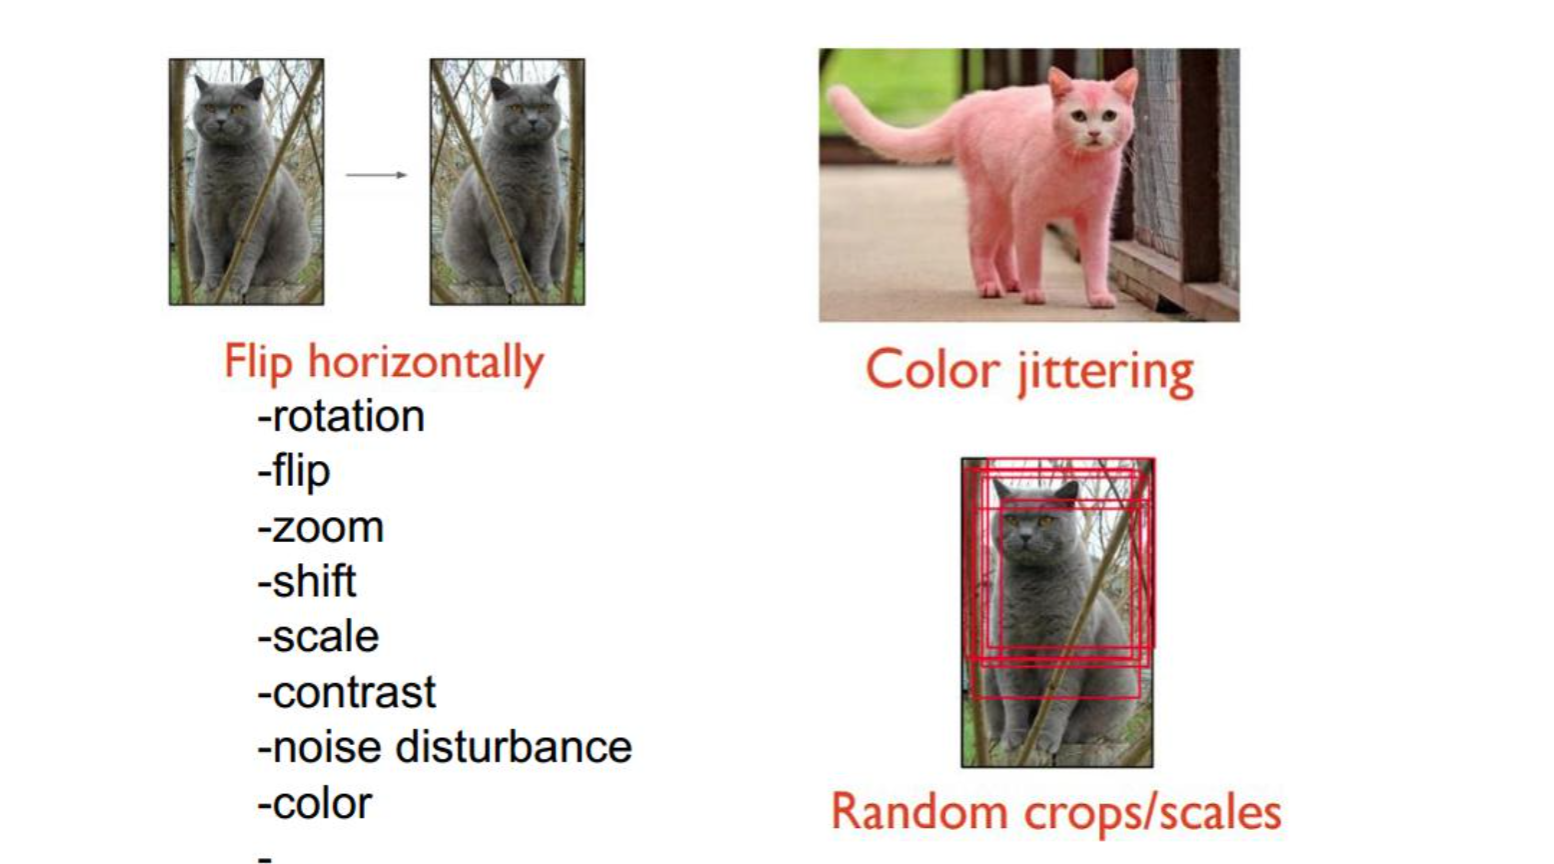 Flip horizontally
-rotation
-flip
-zoom
-shift
-scale
-contrast
-noise disturbance
-color
-
Color jittering
Random crops/scales